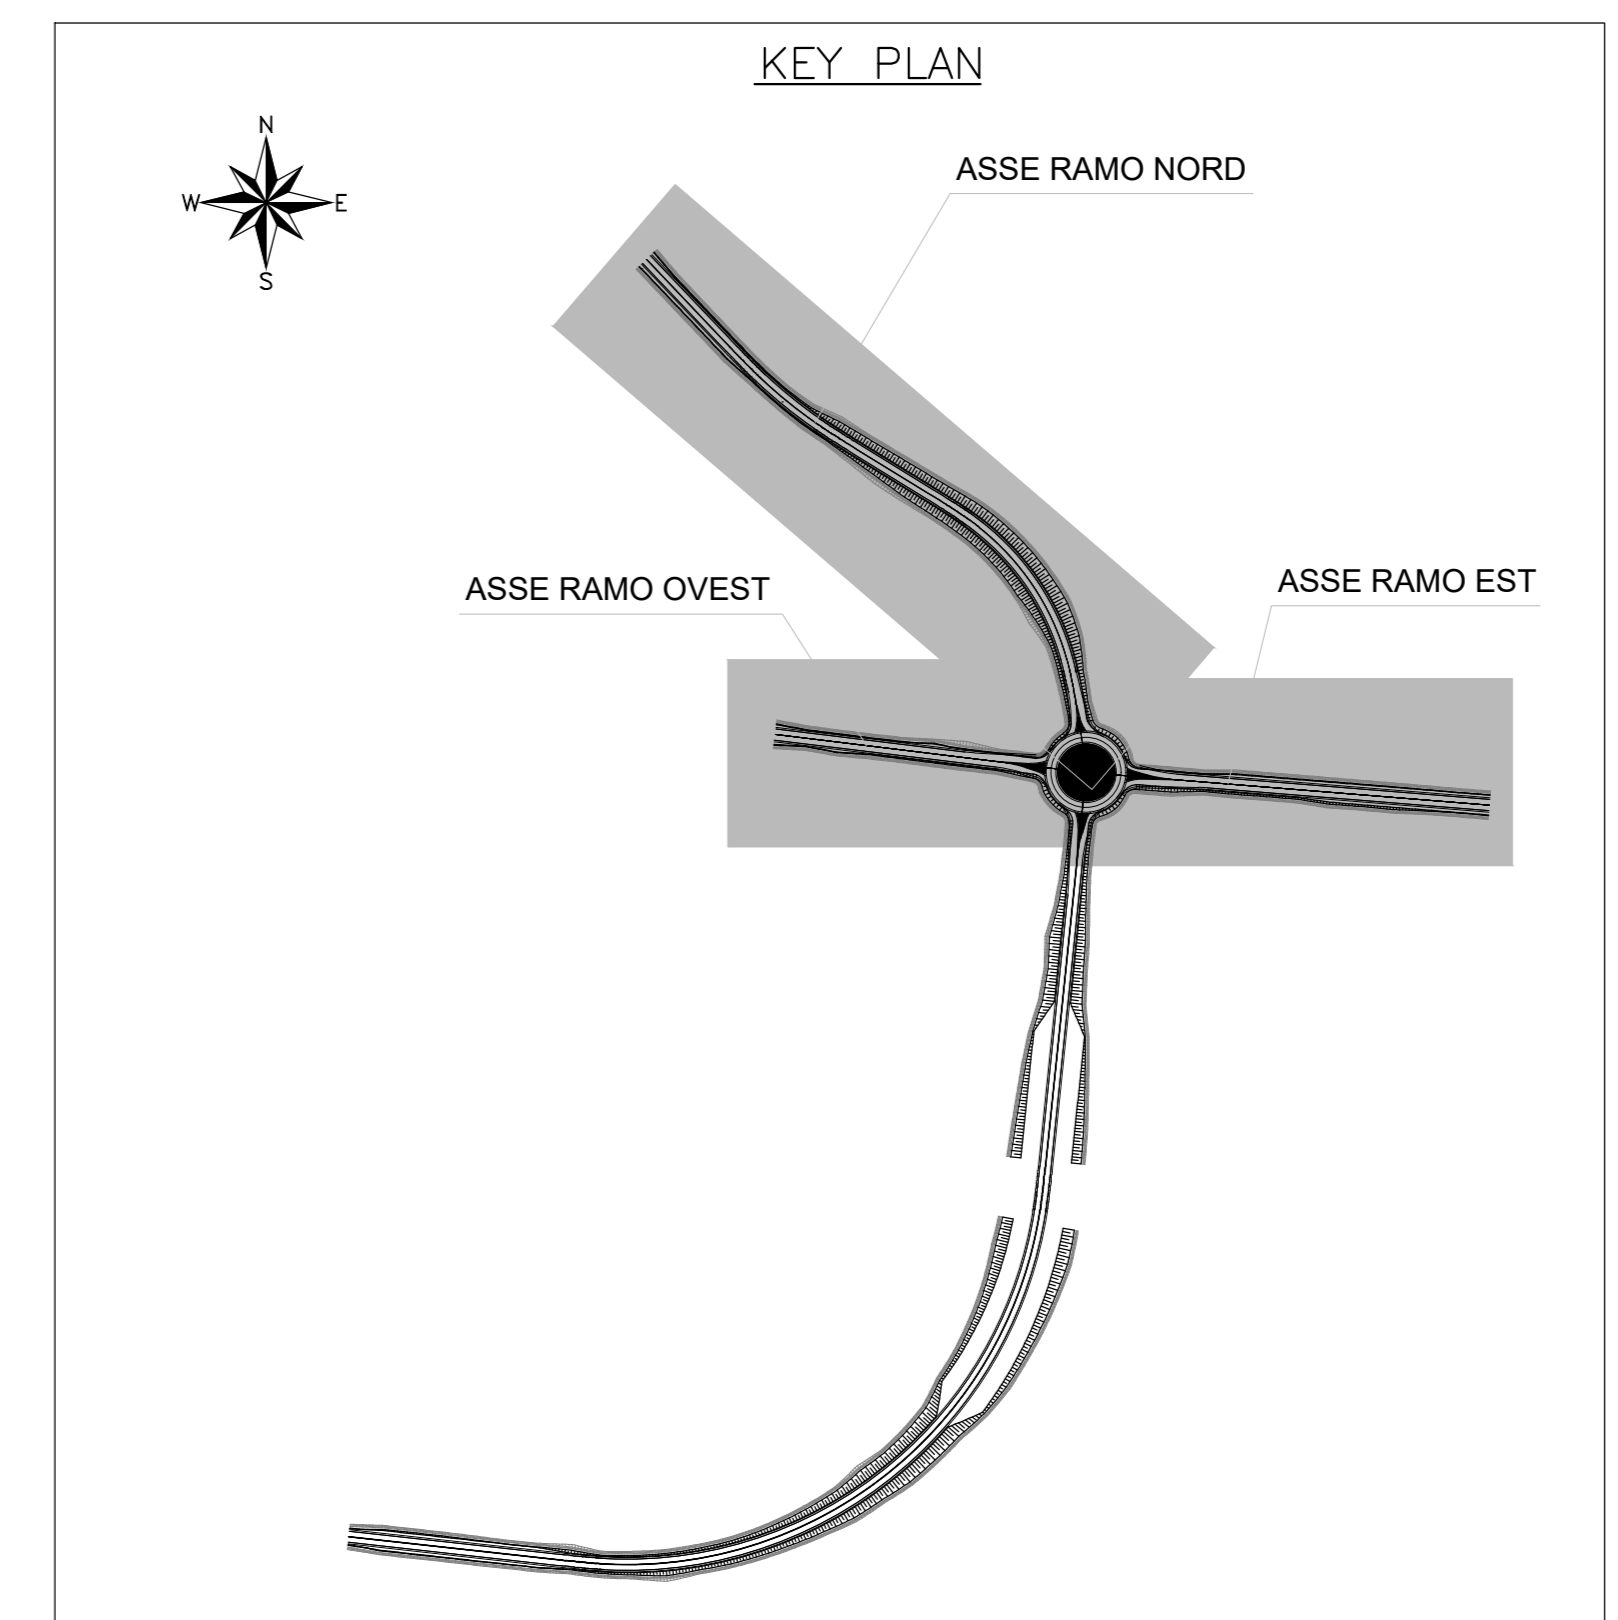 KEY PLAN
N
W
E
S
ASSE RAMO NORD
ASSE RAMO OVEST
ASSE RAMO EST